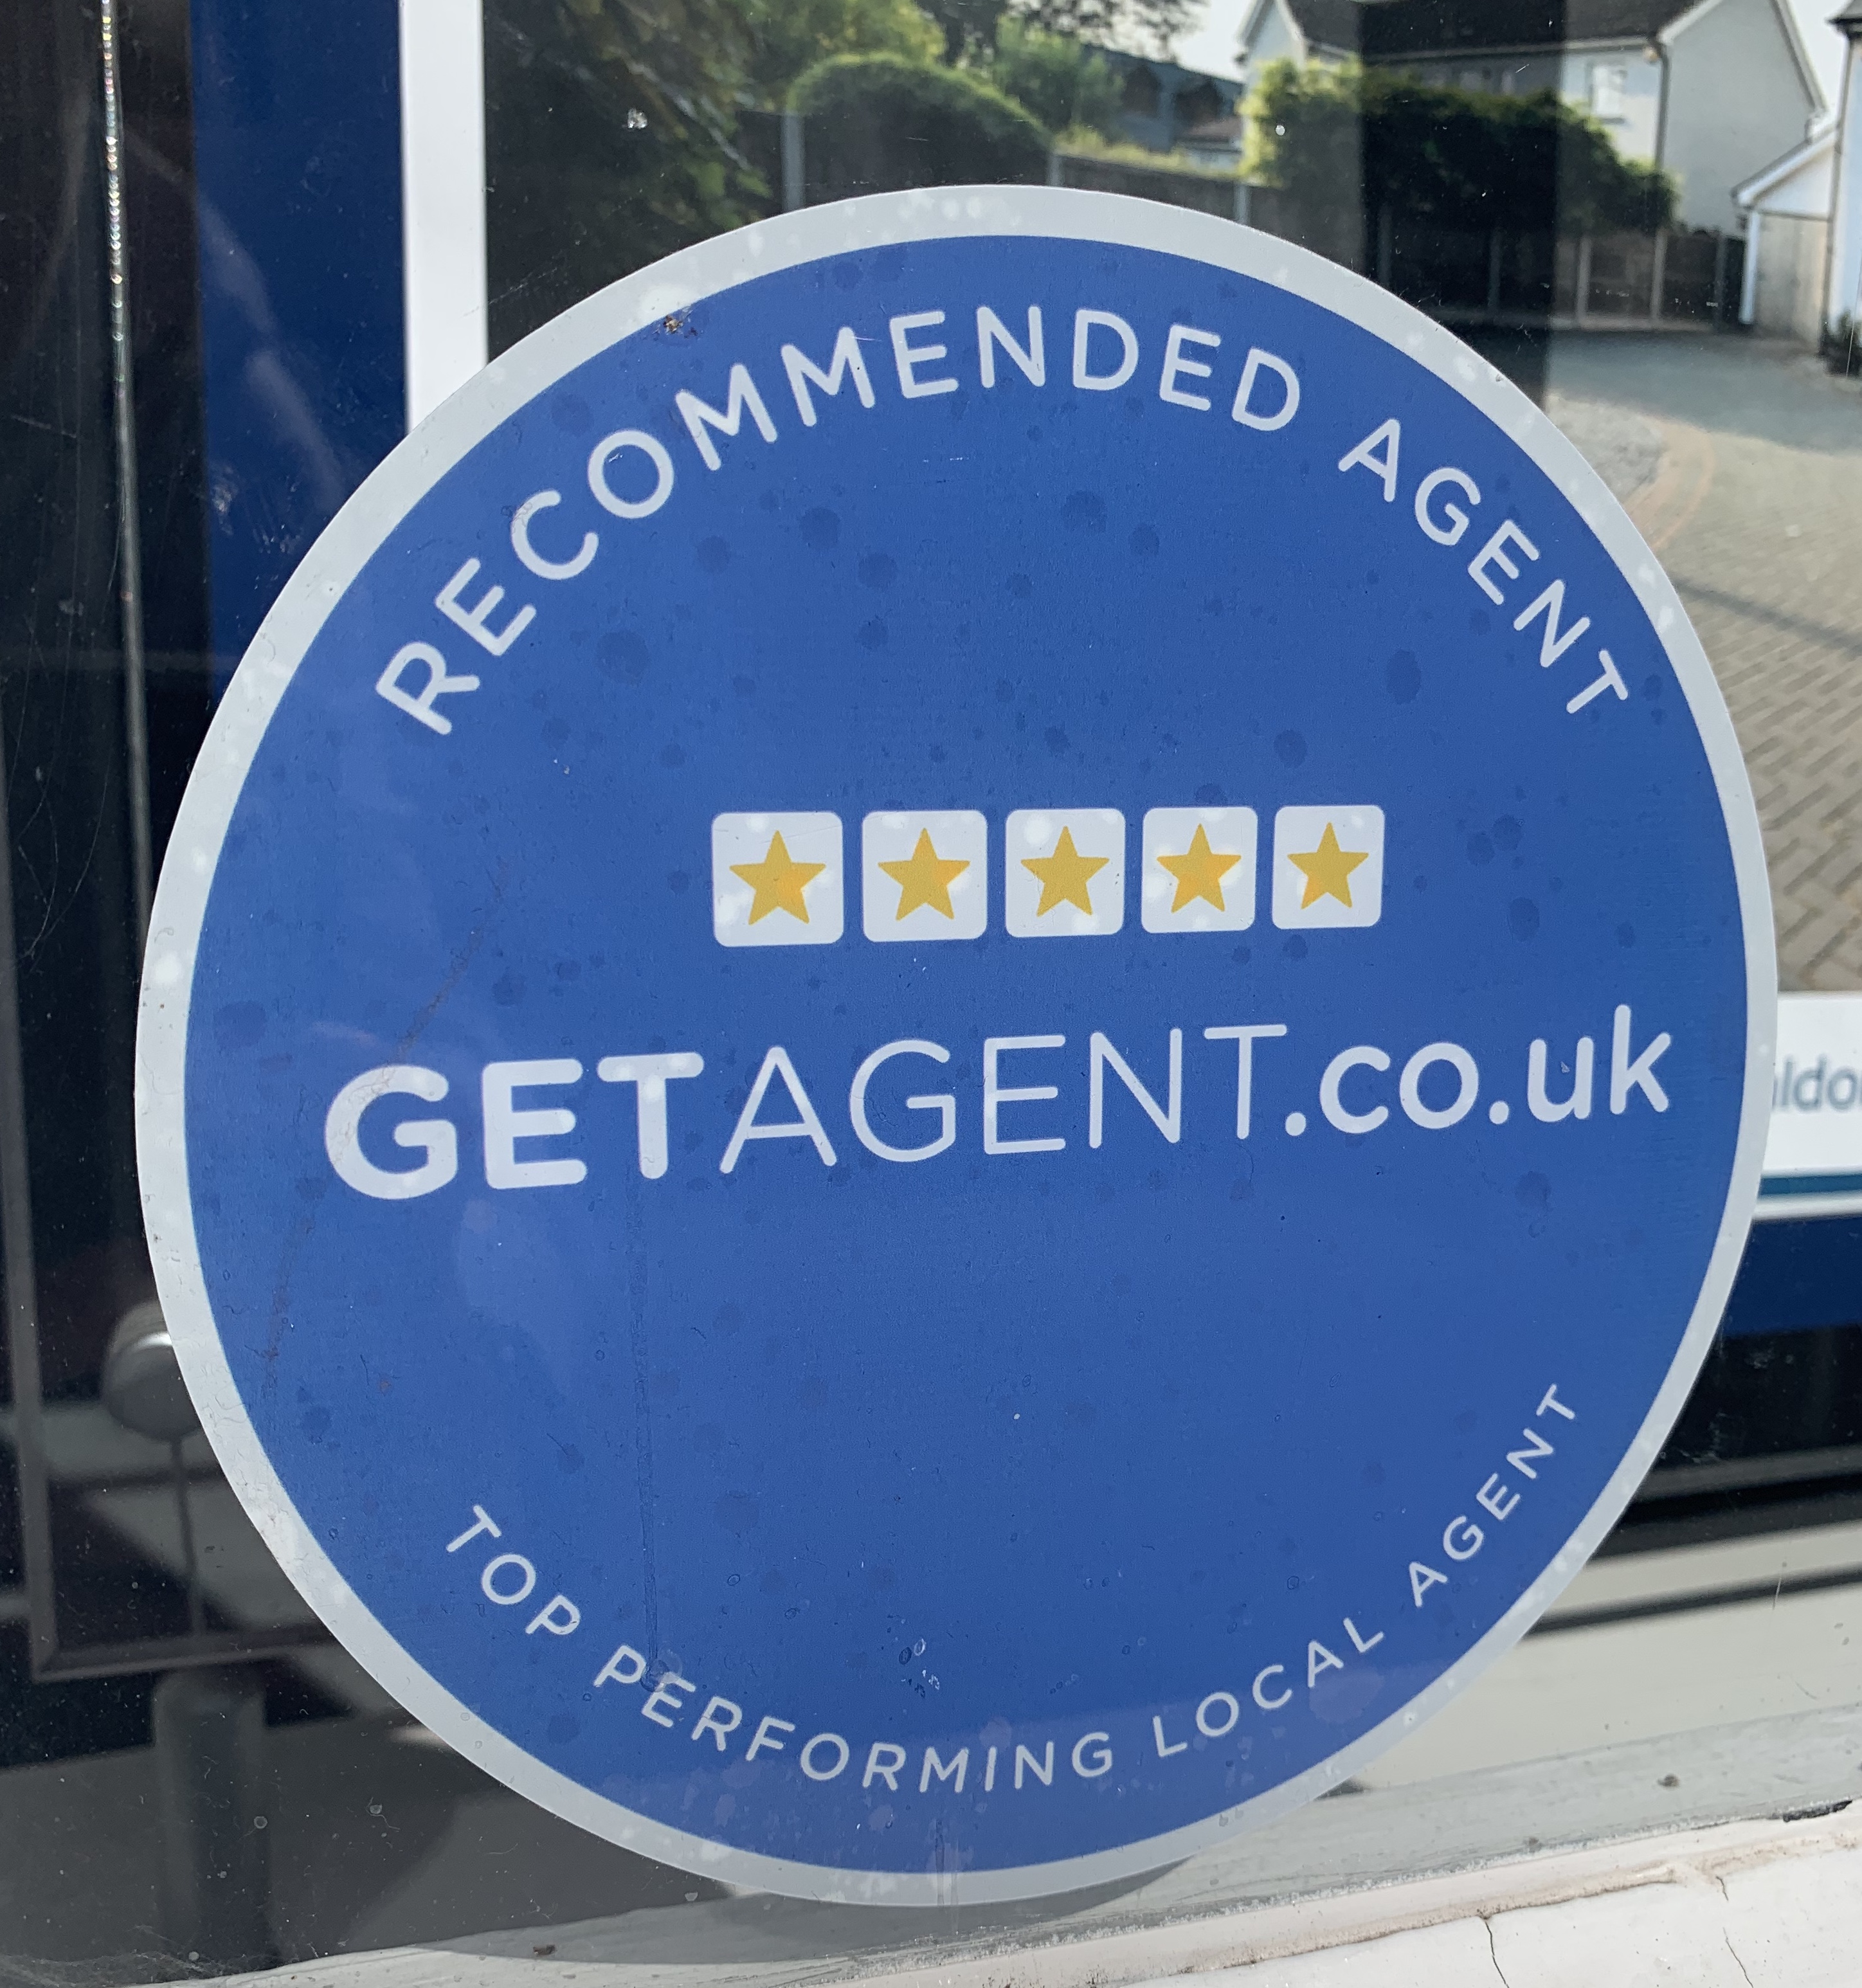 RECOMMENDED AGENT
GETAGENT.co.uk
TOP PERFORMING LOCAL AGENT